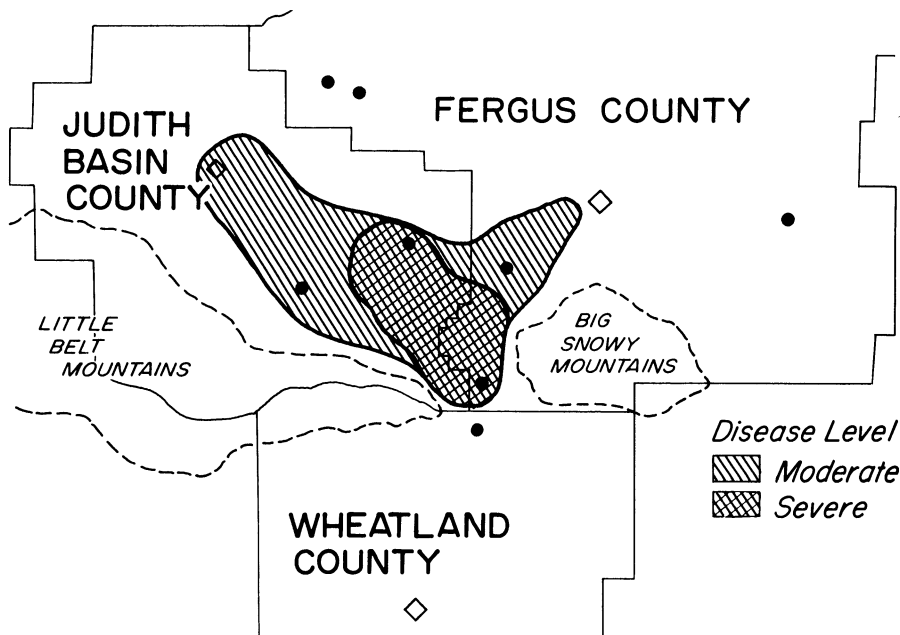 FERGUS COUNTY
JUDITH
BASIN
COUNTY
LITTLE
BELT
MOUNTAINS
BIG
SNOWY
MOUNTAINS
Disease Level
Moderate
Severe
WHEATLAND
COUNTY